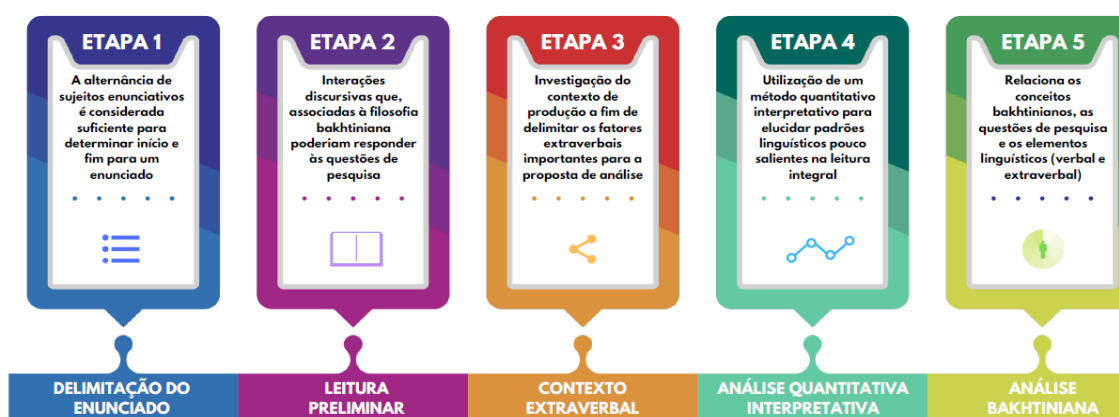 ETAPA 1
A alternância de
sujeitos enunciativos
é considerada
suficiente para
determinar início e
fim para um
enunciado
DELIMITAÇÃO DO
ENUNCIADO
ETAPA 2
Interações
discursivas que,
associadas à filosofia
bakhtiniana
poderiam responder
às questões de
pesquisa
LEITURA
PRELIMINAR
ETAPA 3
Investigação do
contexto de
produção a fim de
delimitar os fatores
extraverbais
importantes para a
proposta de análise
CONTEXTO
EXTRAVERBAL
ETAPA 4
Utilização de um
método quantitativo
interpretativo para
elucidar padrões
linguísticos pouco
salientes na leitura
integral
ANÁLISE QUANTITATIVA
INTERPRETATIVA
ETAPA 5
Relaciona os
conceitos
bakhtinianos, as
questões de pesquisa
e os elementos
linguísticos (verbal e
extraverbal)
ANÁLISE
BAKHTINIANA